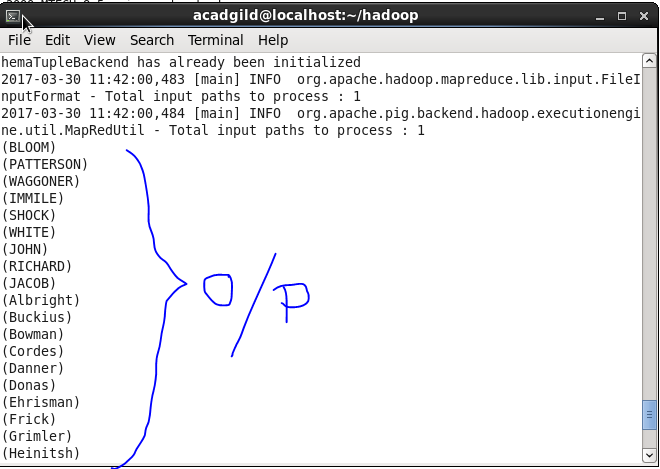 acadgild@localhost:~/hadoop
File Edit View Search Terminal Help
hemaTupleBackend has already been initialized
2017-03-30 11:42:00,483 [main] INFO  org.apache.hadoop.mapreduce.lib.input.FileI
nputFormat - Total input paths to process : 1
2017-03-30 11:42:00,484 [main] INFO  org.apache.pig.backend.hadoop.executionengi
ne.util.MapRedUtil - Total input paths to process : 1
(BLOOM)
(PATTERSON)
(WAGGONER)
(IMMILE)
(SHOCK)
(WHITE)
(JOHN)
(RICHARD)
(JACOB)
(Albright)
(Buckius)
(Bowman)
(Cordes)
(Danner)
(Donas)
(Ehrisman)
(Frick)
(Grimler)
(Heinitsh)
O/P